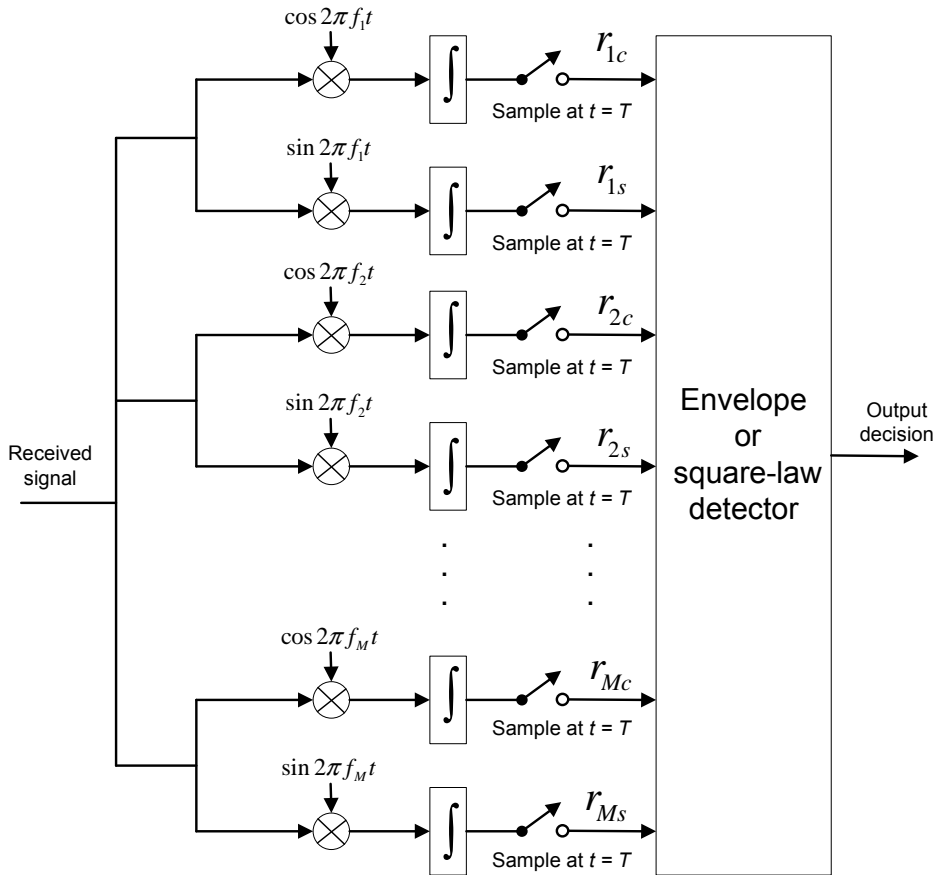 cos 2πf₁t
∫
r₁c
Sample at t = T
sin 2πf₁t
∫
r₁s
Sample at t = T
cos 2πf₂t
∫
r₂c
Sample at t = T
sin 2πf₂t
∫
r₂s
Sample at t = T
Received
signal
Envelope
or
square-law
detector
Output
decision
cos 2πf_M t
∫
r_Mc
Sample at t = T
sin 2πf_M t
∫
r_Ms
Sample at t = T